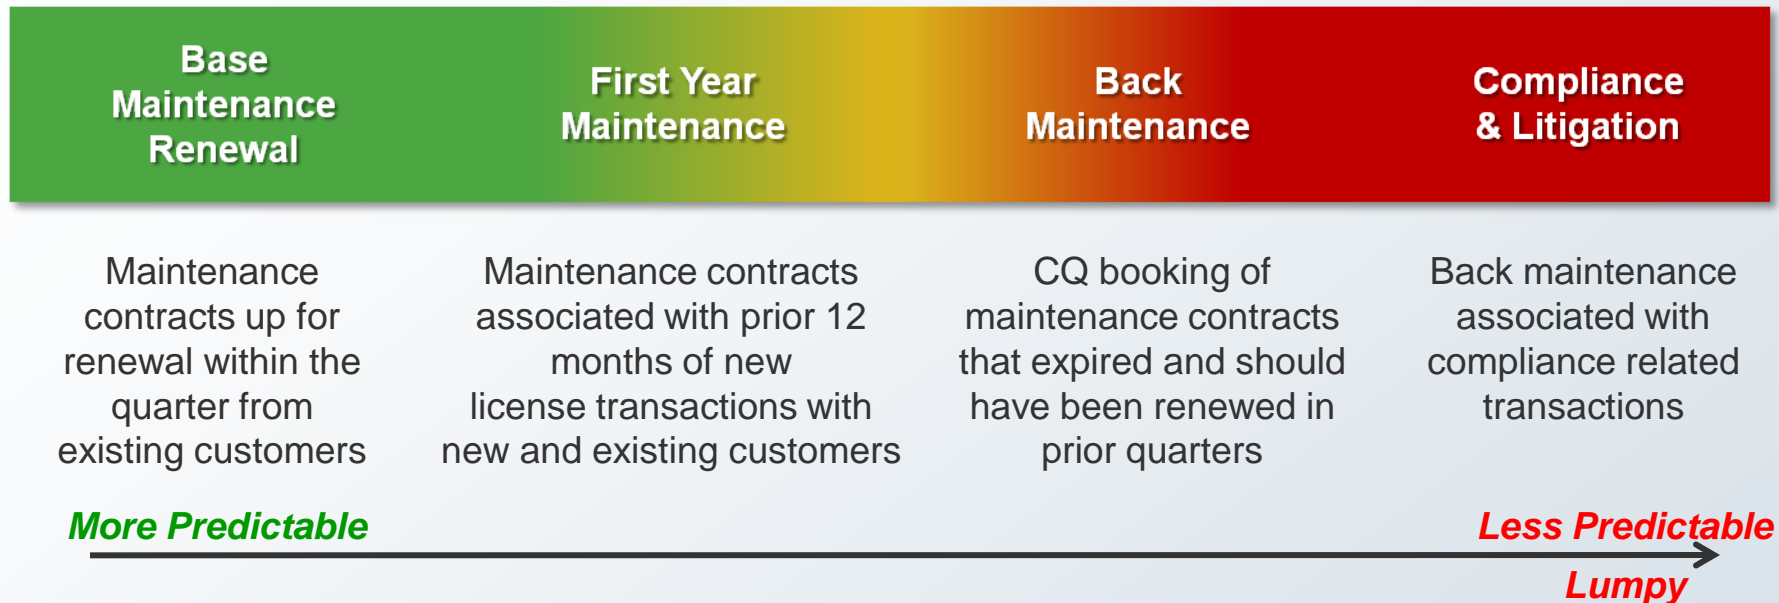 Base
Maintenance
Renewal
First Year
Maintenance
Back
Maintenance
Compliance
& Litigation
Maintenance
contracts up for
renewal within the
quarter from
existing customers
Maintenance contracts
associated with prior 12
months of new
license transactions with
new and existing customers
CQ booking of
maintenance contracts
that expired and should
have been renewed in
prior quarters
Back maintenance
associated with
compliance related
transactions
More Predictable
Less Predictable
Lumpy